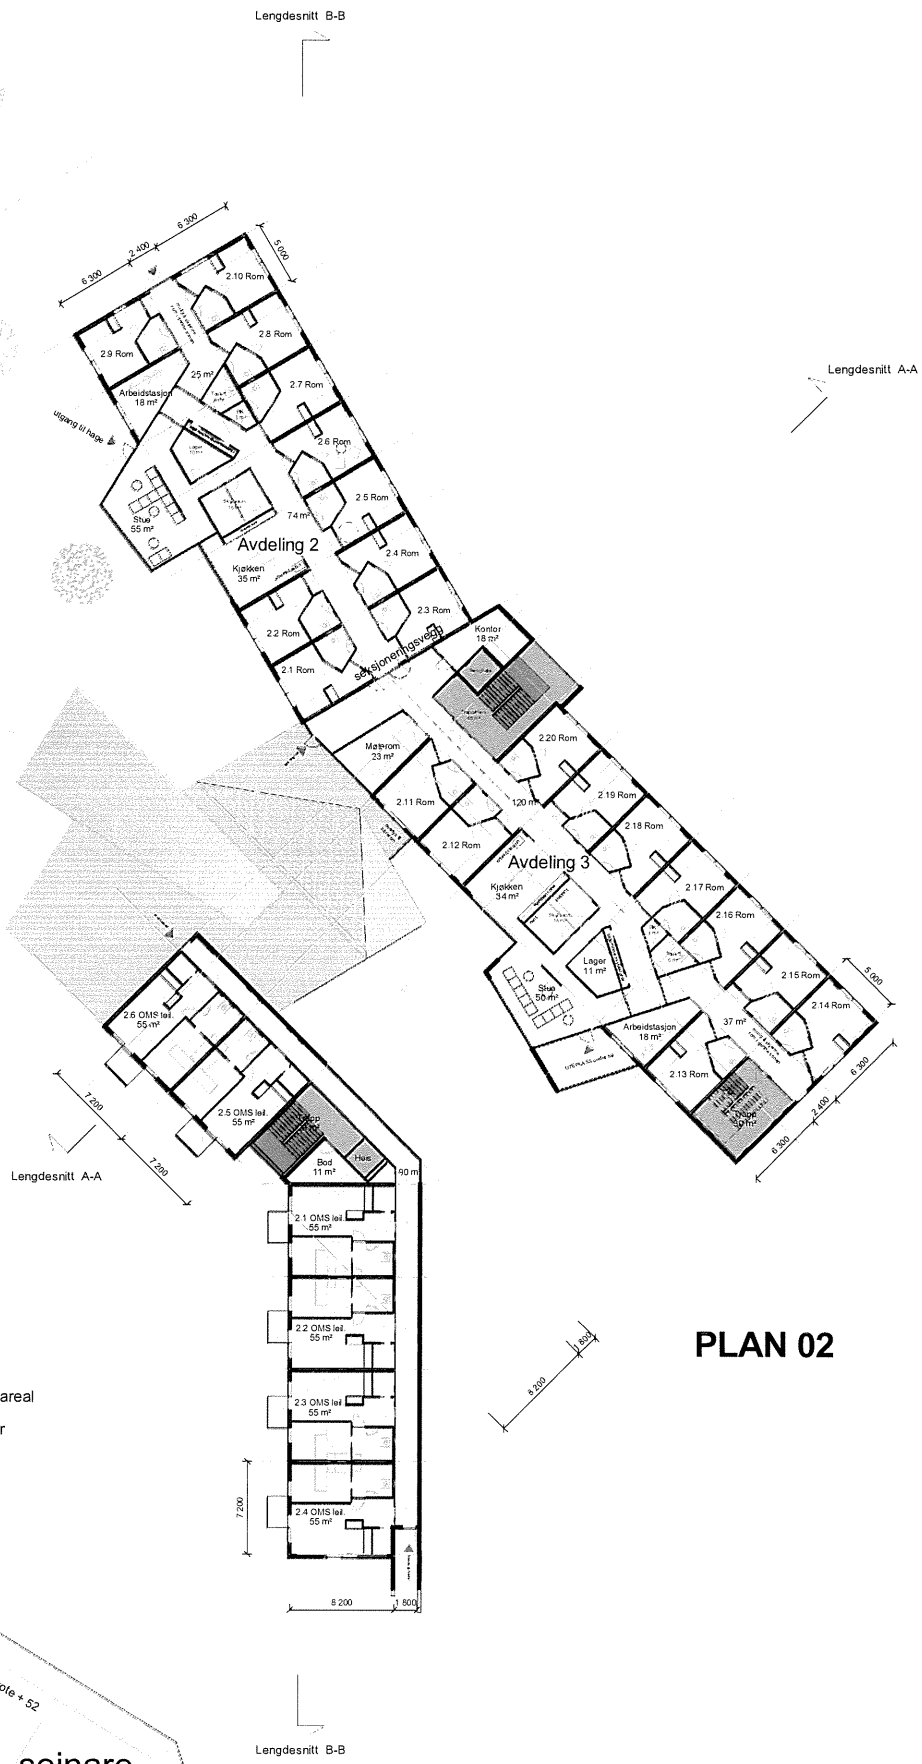 Lengdesnitt B-B
6 300
2 400
6 300
5 000
2.10 Rom
2.9 Rom
2.8 Rom
25 m²
Arbeidstasjon
18 m²
2.7 Rom
Lengdesnitt A-A
utgang til hage
Lager
2.6 Rom
Stue
55 m²
74 m²
2.5 Rom
Avdeling 2
Kjøkken
35 m²
2.4 Rom
2.3 Rom
2.2 Rom
2.1 Rom
seksjoneringsvegg
Kontor
18 m²
Møterom
23 m²
2.20 Rom
2.11 Rom
120 m²
2.19 Rom
2.12 Rom
2.18 Rom
Avdeling 3
Kjøkken
34 m²
2.17 Rom
2.16 Rom
Lager
11 m²
2.15 Rom
5 000
Stue
50 m²
2.14 Rom
Arbeidstasjon
18 m²
37 m²
2.13 Rom
6 300
2 400
6 300
2.6 OMS leil.
55 m²
2.5 OMS leil.
55 m²
7 200
7 200
Lengdesnitt A-A
Bod
11 m²
Heis
90 m
2.1 OMS leil.
55 m²
2.2 OMS leil.
55 m²
2.3 OMS leil.
55 m²
2.4 OMS leil.
55 m²
7 200
8 200
1 800
8 200
1 800
PLAN 02
areal
r
ote + 52
seinare
Lengdesnitt B-B